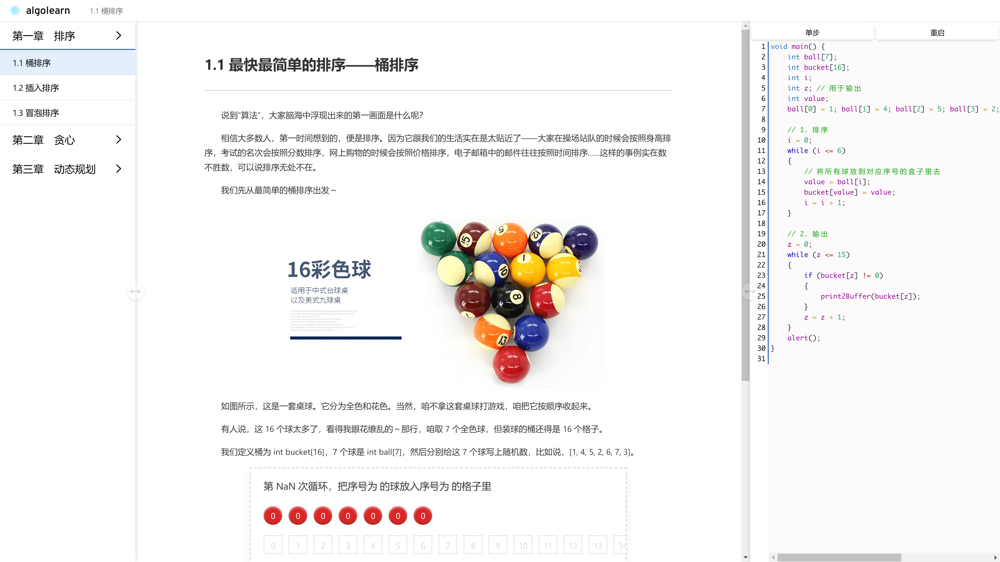 algolearn
1.1 桶排序
第一章 排序
1.1 桶排序
1.2 插入排序
1.3 冒泡排序
第二章 贪心
第三章 动态规划
1.1 最快最简单的排序——桶排序
说到“算法”，大家脑海中浮现出来的第一画面是什么呢？
相信大多数人，第一时间想到的，便是排序。因为它跟我们的生活实在是太贴近了——大家在操场站队的时候会按照身高排
序，考试的名次会按照分数排序，网上购物的时候会按照价格排序，电子邮箱中的邮件往往按照时间排序……这样的事例实在数
不胜数，可以说排序无处不在。
我们先从最简单的桶排序出发～
16彩色球
适用于中式台球桌
以及美式九球桌
15
5
12
10
1
8
13
如图所示，这是一套桌球。它分为全色和花色。当然，咱不拿这套桌球打游戏，咱把它按顺序收起来。
有人说，这 16 个球太多了，看得我眼花缭乱的～那行，咱取 7 个全色球，但装球的桶还得是 16 个格子。
我们定义桶为 int bucket[16]，7 个球是 int ball[7]，然后分别给这 7 个球写上随机数，比如说，[1, 4, 5, 2, 6, 7, 3]。
第 NaN 次循环，把序号为 的球放入序号为 的格子里
0 0 0 0 0 0 0
0 1 2 3 4 5 6 7 8 9 10 11 12 13 14
单步 重启
1 void main() {
2 int ball[7];
3 int bucket[16];
4 int i;
5 int z; // 用于输出
6 int value;
7 ball[0] = 1; ball[1] = 4; ball[2] = 5; ball[3] = 2;
8
9 // 1. 排序
10 i = 0;
11 while (i <= 6)
12 {
13 // 将所有球放到对应序号的盒子里去
14 value = ball[i];
15 bucket[value] = value;
16 i = i + 1;
17 }
18
19 // 2. 输出
20 z = 0;
21 while (z <= 15)
22 {
23 if (bucket[z] != 0)
24 {
25 print2Buffer(bucket[z]);
26 }
27 z = z + 1;
28 }
29 alert();
30 }
31